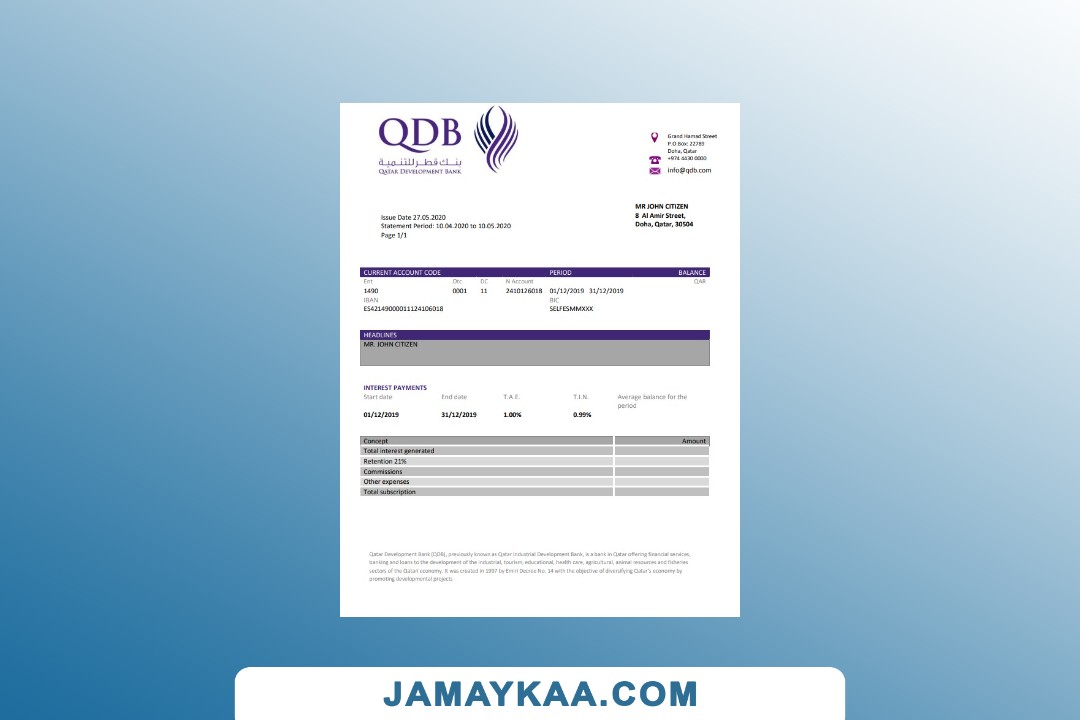 QDB
بنك قطر للتنمية
QATAR DEVELOPMENT BANK
Grand Hamad Street
P.O.Box: 22789
Doha, Qatar
+974 4430 0000
info@qdb.com
MR JOHN CITIZEN
8 Al Amir Street,
Doha, Qatar, 30504
Issue Date 27.05.2020
Statement Period: 10.04.2020 to 10.05.2020
Page 1/1
CURRENT ACCOUNT CODE PERIOD BALANCE
Ent Otc DC N Account QAR
1490 0001 11 2410126018 01/12/2019 31/12/2019
IBAN BIC
ES42149000011124106018 SELFESMMXXX
HEADLINES
MR. JOHN CITIZEN
INTEREST PAYMENTS
Start date End date T.A.E. T.I.N. Average balance for the
period
01/12/2019 31/12/2019 1.00% 0.99%
Concept Amount
Total interest generated
Retention 21%
Commissions
Other expenses
Total subscription
Qatar Development Bank (QDB), previously known as Qatar Industrial Development Bank, is a bank in Qatar offering financial services,
banking and loans to the development of the industrial, tourism, educational, health care, agricultural, animal resources and fisheries
sectors of the Qatari economy. It was created in 1997 by Emiri Decree No. 14 with the objective of diversifying Qatar's economy by
promoting developmental projects
JAMAYKAA.COM